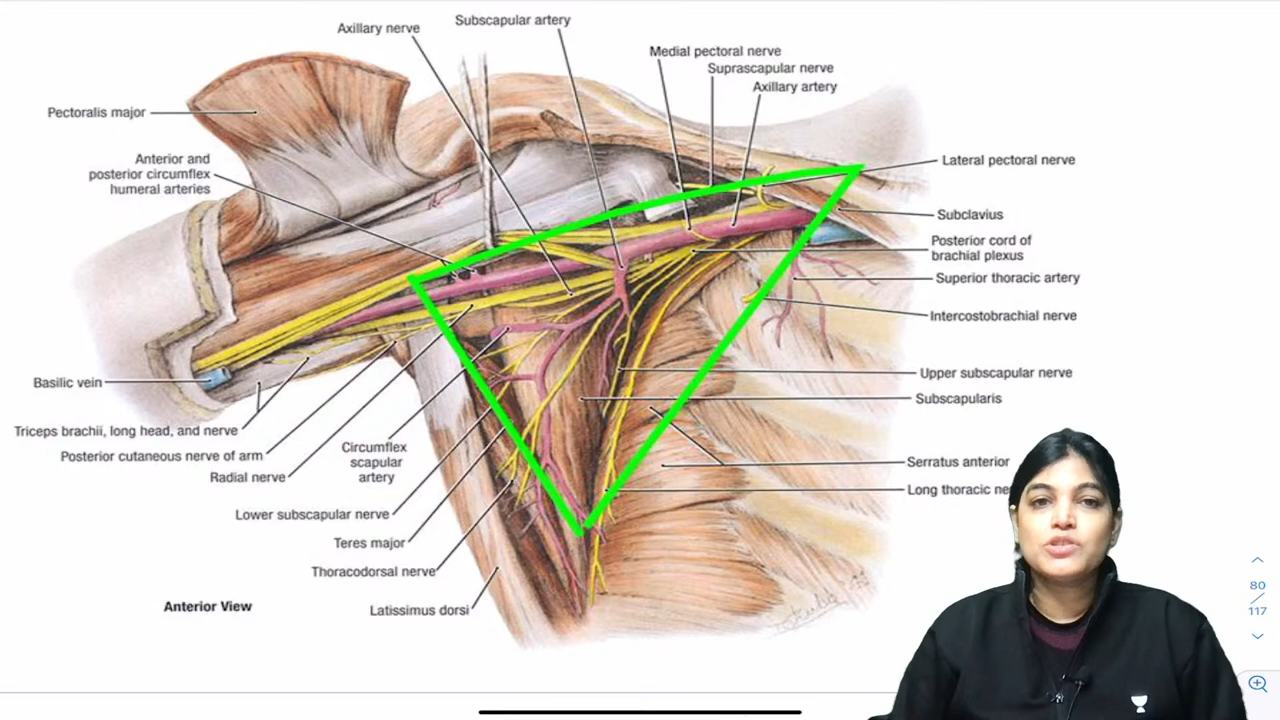 Subscapular artery
Axillary nerve
Medial pectoral nerve
Suprascapular nerve
Axillary artery
Pectoralis major
Anterior and
posterior circumflex
humeral arteries
Lateral pectoral nerve
Subclavius
Posterior cord of
brachial plexus
Superior thoracic artery
Intercostobrachial nerve
Basilic vein
Upper subscapular nerve
Subscapularis
Triceps brachii, long head, and nerve
Posterior cutaneous nerve of arm
Radial nerve
Circumflex
scapular
artery
Serratus anterior
Long thoracic ne
Lower subscapular nerve
Teres major
Thoracodorsal nerve
Latissimus dorsi
Anterior View
80
117